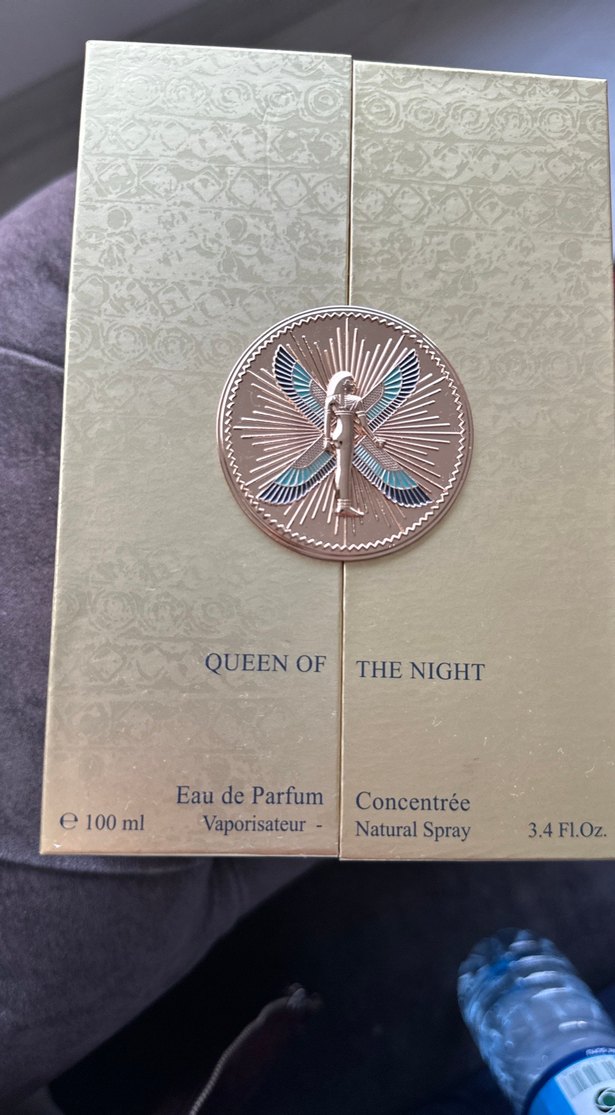 QUEEN OF THE NIGHT
Eau de Parfum Concentrée
℮ 100 ml Vaporisateur - Natural Spray 3.4 Fl.Oz.